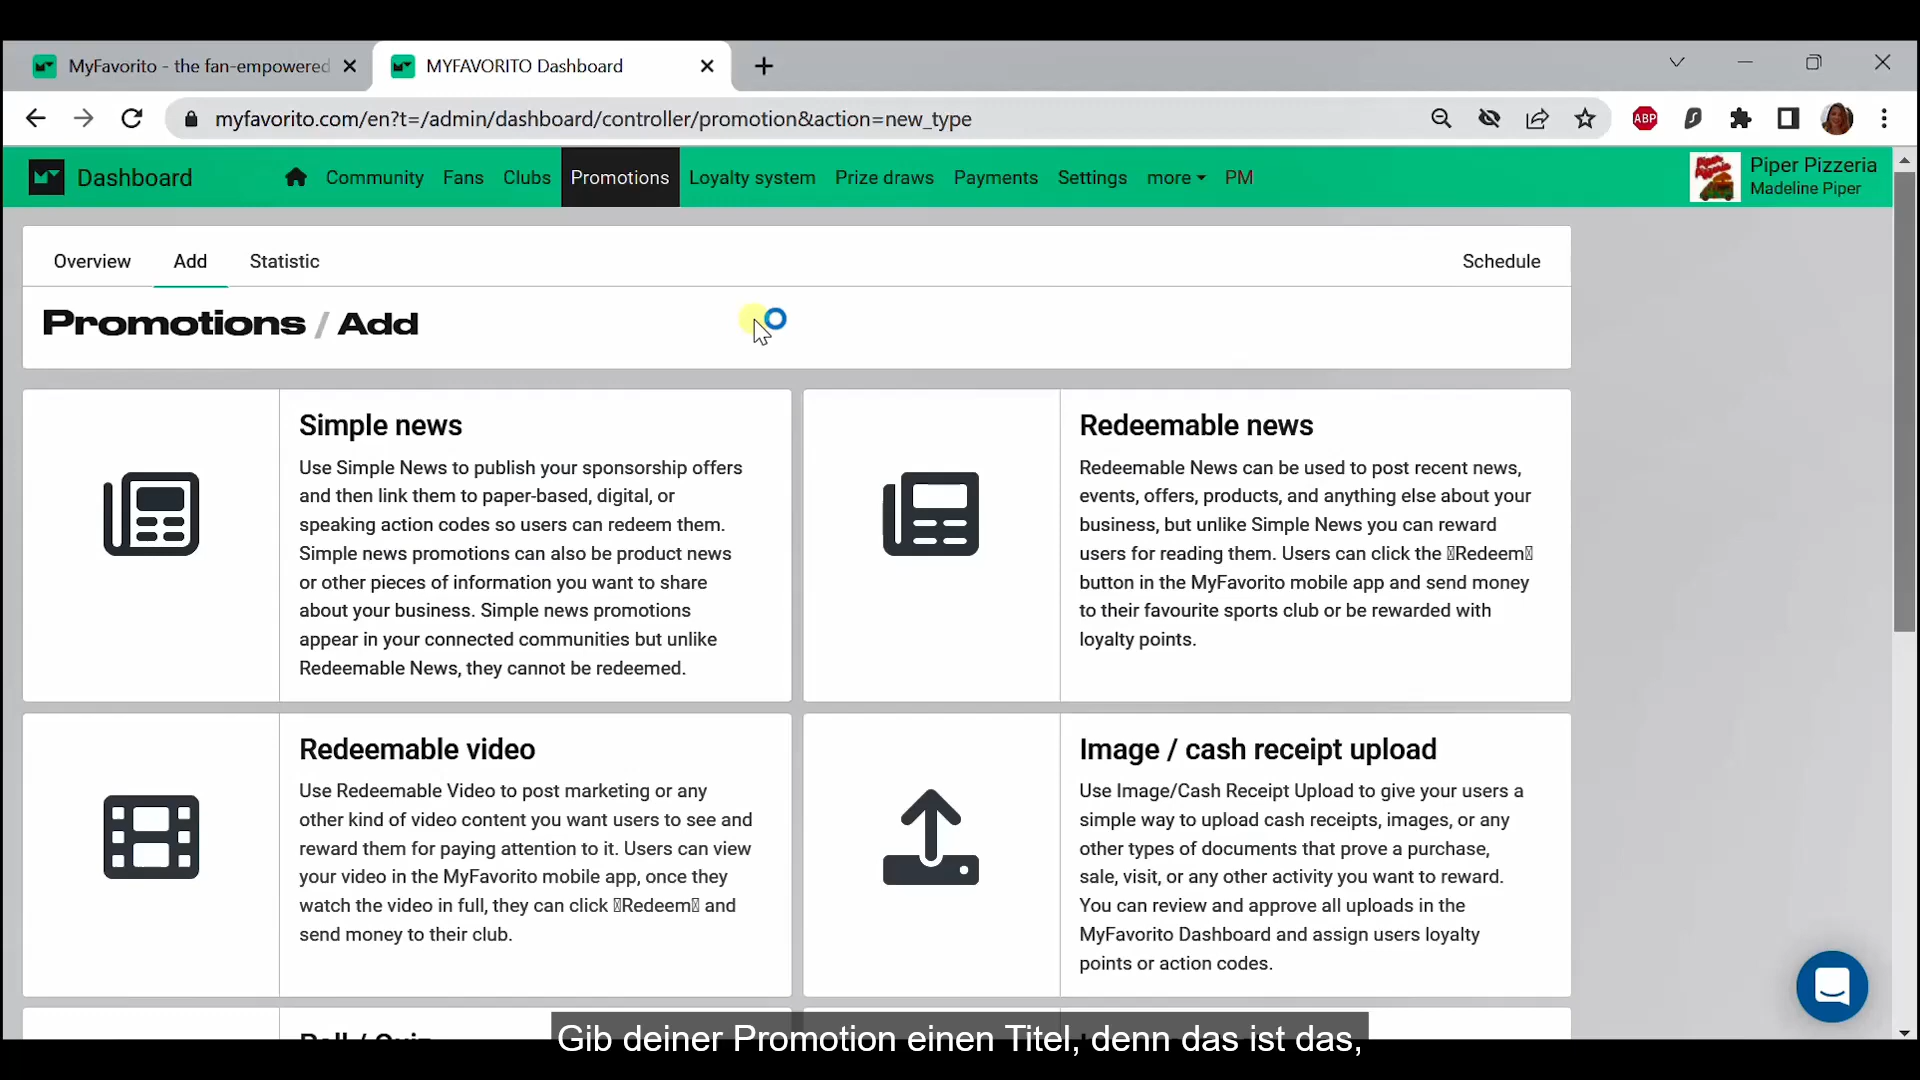 MyFavorito - the fan-empowered
MYFAVORITO Dashboard
myfavorito.com/en?t=/admin/dashboard/controller/promotion&action=new_type
ABP
Dashboard
Community
Fans
Clubs
Promotions
Loyalty system
Prize draws
Payments
Settings
more
PM
Piper Pizzeria
Madeline Piper
Overview
Add
Statistic
Schedule
Promotions / Add
Simple news
Use Simple News to publish your sponsorship offers
and then link them to paper-based, digital, or
speaking action codes so users can redeem them.
Simple news promotions can also be product news
or other pieces of information you want to share
about your business. Simple news promotions
appear in your connected communities but unlike
Redeemable News, they cannot be redeemed.
Redeemable news
Redeemable News can be used to post recent news,
events, offers, products, and anything else about your
business, but unlike Simple News you can reward
users for reading them. Users can click the Redeem
button in the MyFavorito mobile app and send money
to their favourite sports club or be rewarded with
loyalty points.
Redeemable video
Use Redeemable Video to post marketing or any
other kind of video content you want users to see and
reward them for paying attention to it. Users can view
your video in the MyFavorito mobile app, once they
watch the video in full, they can click Redeem and
send money to their club.
Image / cash receipt upload
Use Image/Cash Receipt Upload to give your users a
simple way to upload cash receipts, images, or any
other types of documents that prove a purchase,
sale, visit, or any other activity you want to reward.
You can review and approve all uploads in the
MyFavorito Dashboard and assign users loyalty
points or action codes.
Poll / Quiz
Gib deiner Promotion einen Titel, denn das ist das,